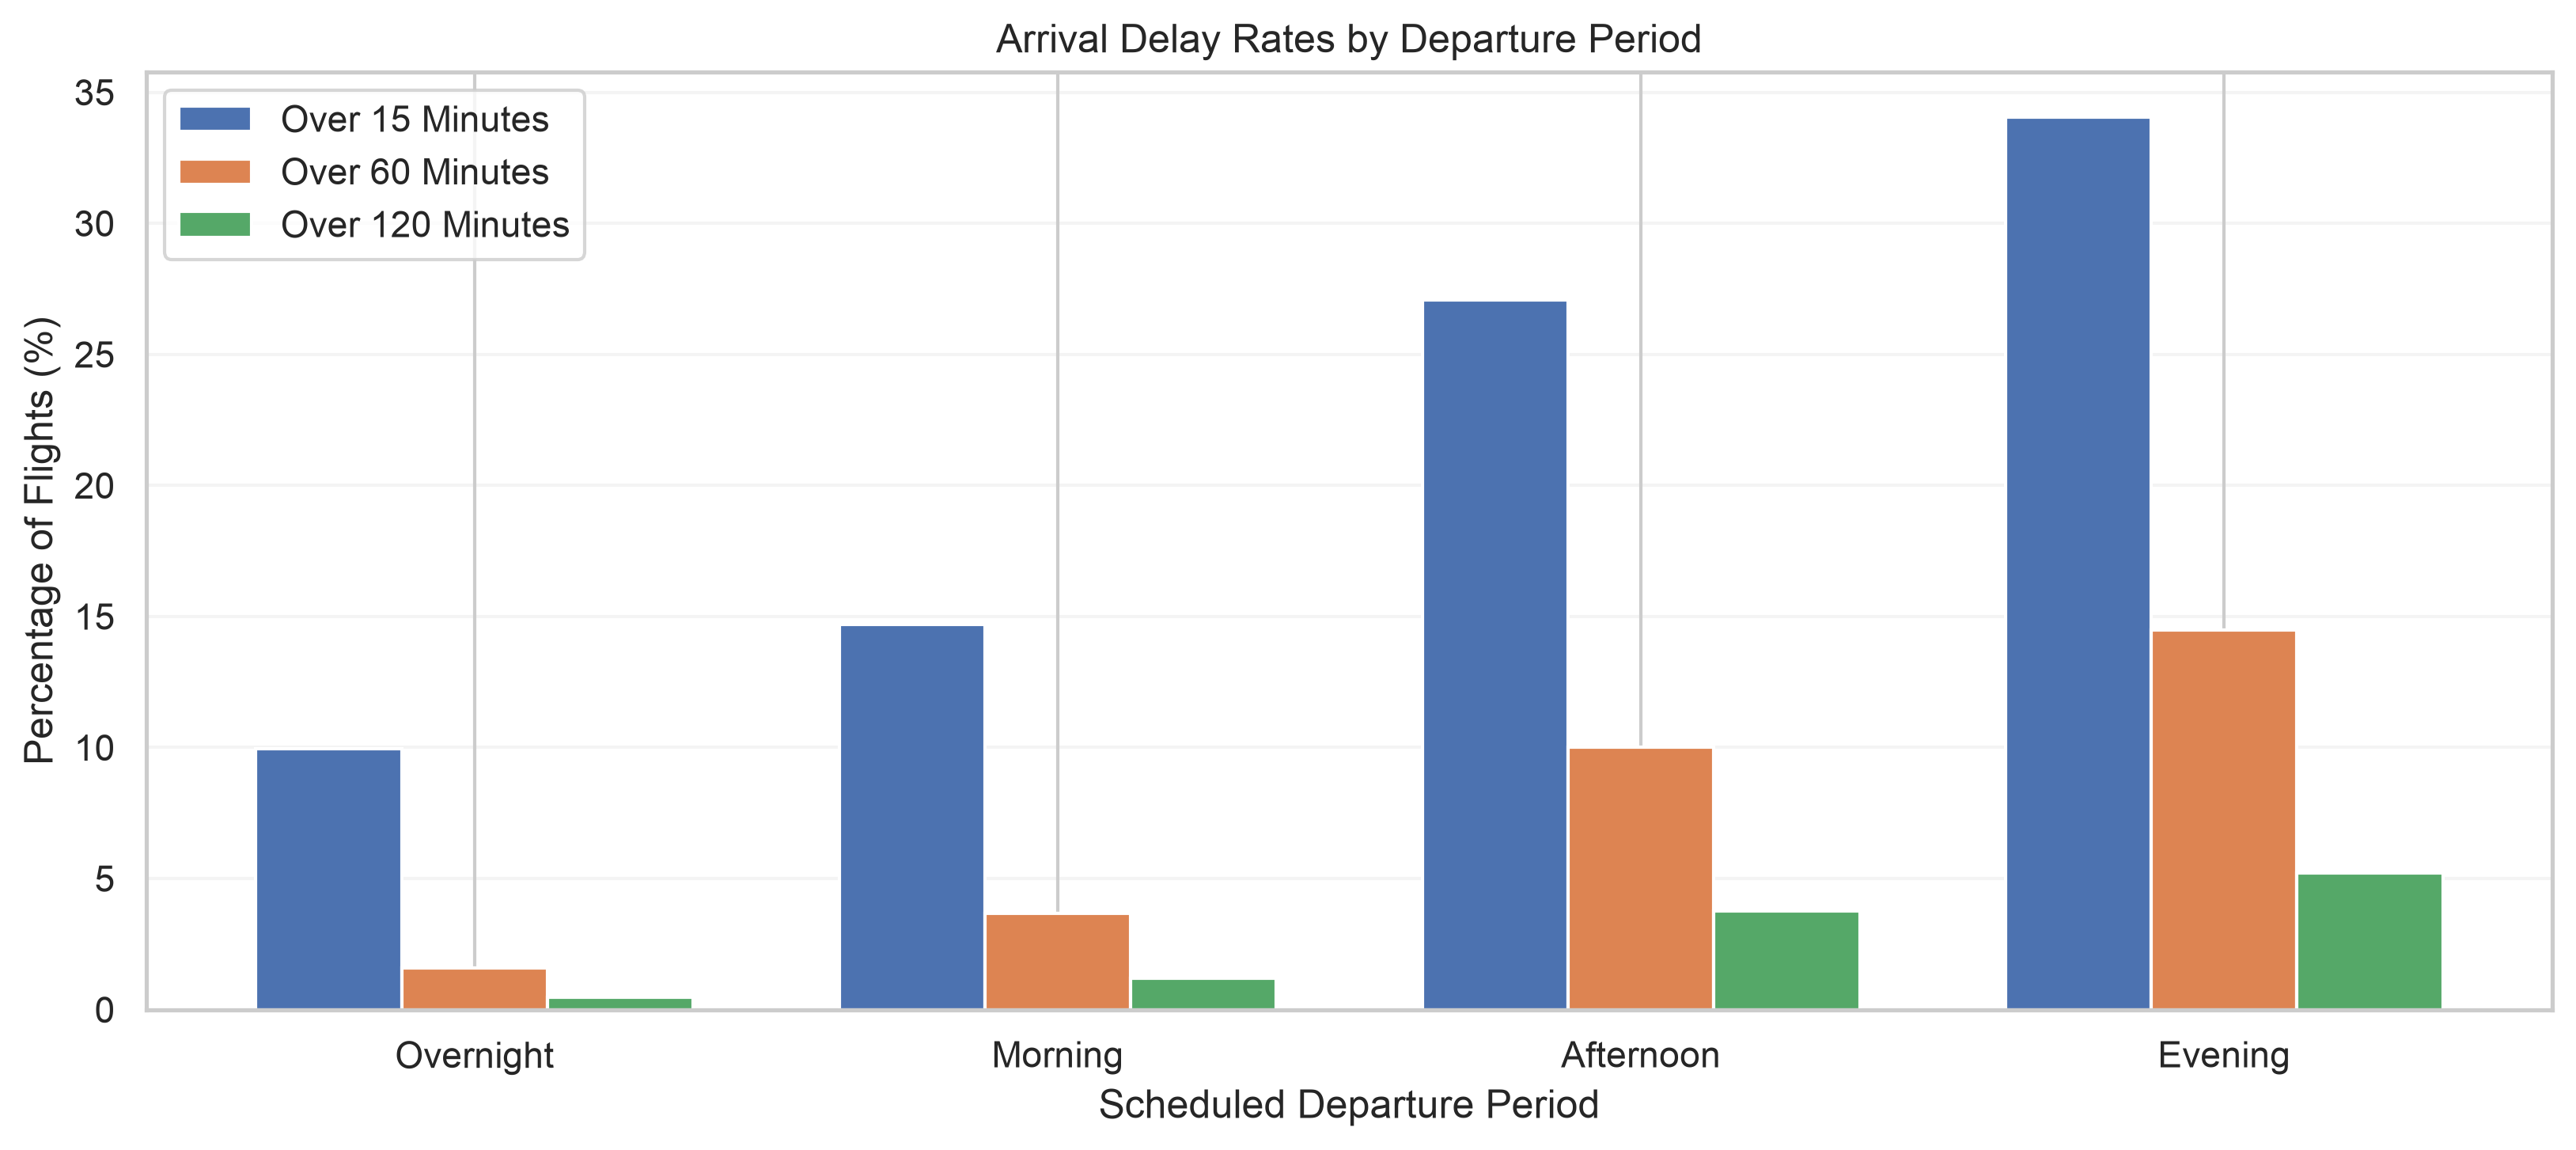 Arrival Delay Rates by Departure Period
35
30
25
20
15
10
5
0
Percentage of Flights (%)
Over 15 Minutes
Over 60 Minutes
Over 120 Minutes
Overnight
Morning
Afternoon
Evening
Scheduled Departure Period